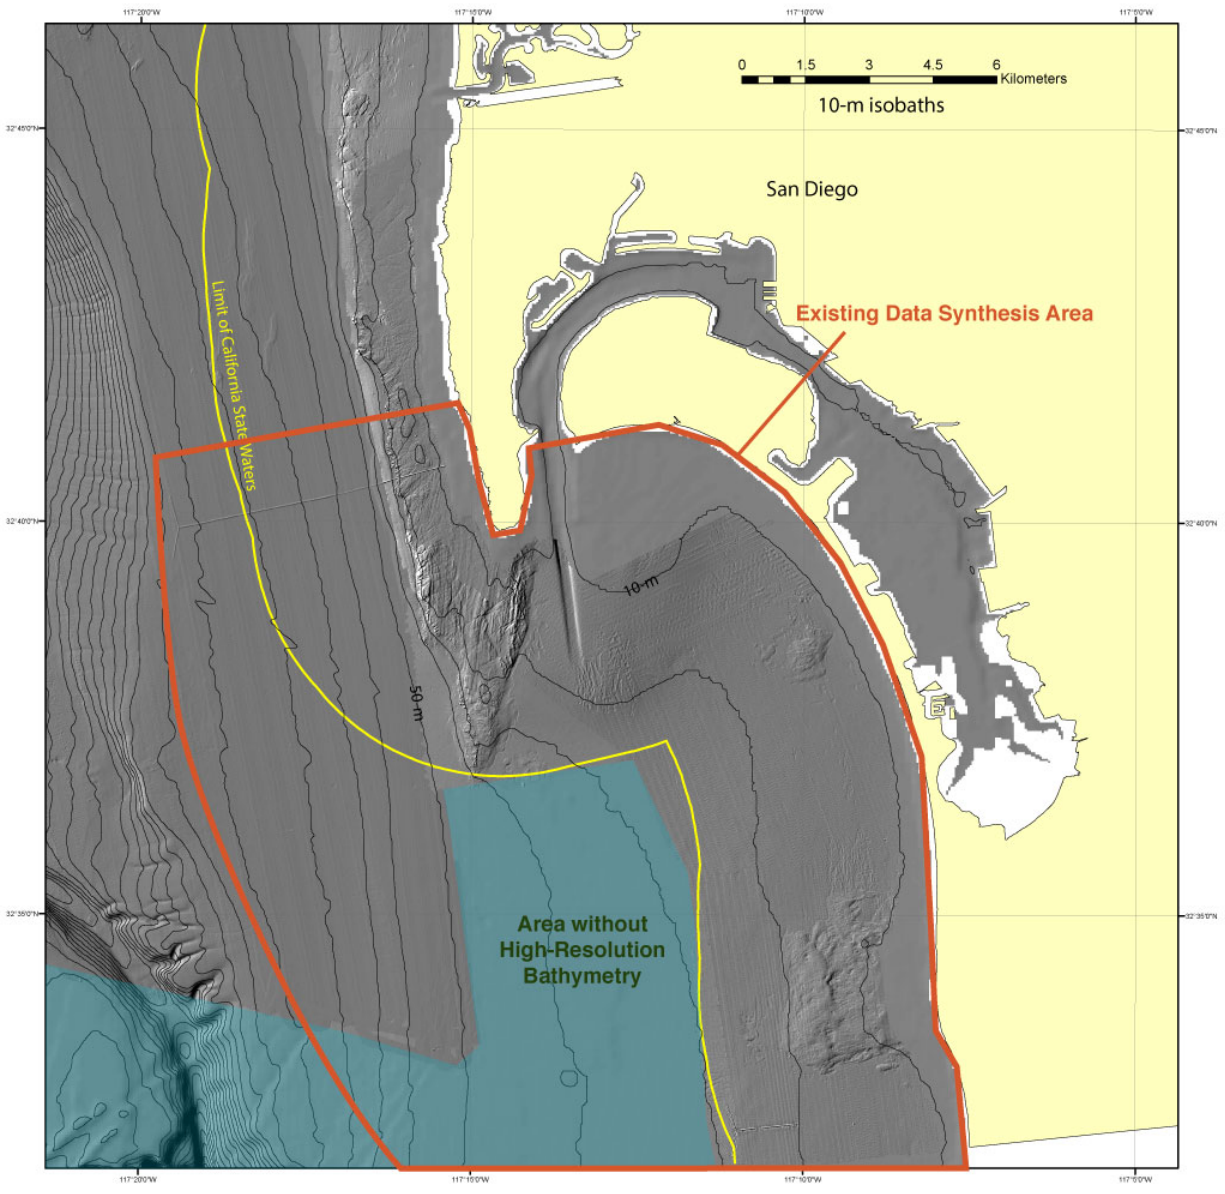 117°20'0"W
117°15'0"W
117°10'0"W
117°5'0"W
0 1.5 3 4.5 6
Kilometers
10-m isobaths
32°45'0"N
32°45'0"N
San Diego
Existing Data Synthesis Area
Limit of California State Waters
32°40'0"N
32°40'0"N
10-m
50-m
32°35'0"N
32°35'0"N
Area without
High-Resolution
Bathymetry
117°20'0"W
117°15'0"W
117°10'0"W
117°5'0"W